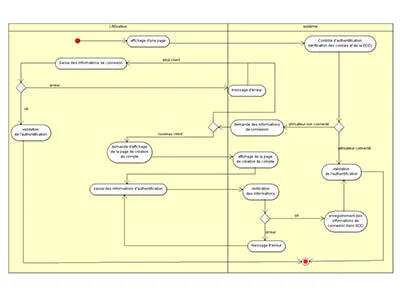 Utilisateur
système
affichage d'une page
Contrôle d'authentification
(vérification des cookies et de la BDD)
déjà client
Saisie des informations de connexion
erreur
message d'erreur
ok
demande des informations
de connexion
utilisateur non connecté
validation
de l'authentification
nouveau client
utilisateur connecté
demande d'affichage
de la page de création
de compte
affichage de la page
de création de compte
validation
de l'authentification
saisie des informations d'authentification
vérification
des informations
ok
enregistrement des
informations de
connexion dans BDD
erreur
message d'erreur